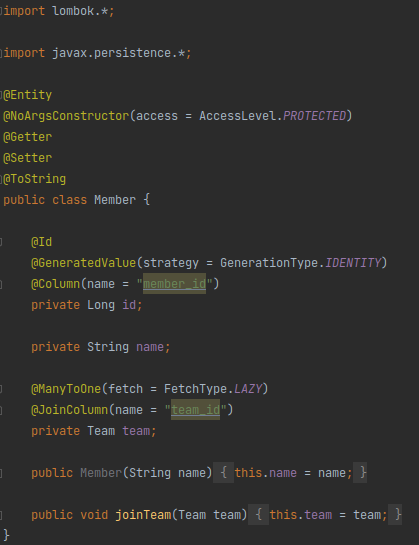 import lombok.*;
import javax.persistence.*;
@Entity
@NoArgsConstructor(access = AccessLevel.PROTECTED)
@Getter
@Setter
@ToString
public class Member {
@Id
@GeneratedValue(strategy = GenerationType.IDENTITY)
@Column(name = "member_id")
private Long id;
private String name;
@ManyToOne(fetch = FetchType.LAZY)
@JoinColumn(name = "team_id")
private Team team;
public Member(String name) { this.name = name; }
public void joinTeam(Team team) { this.team = team; }
}